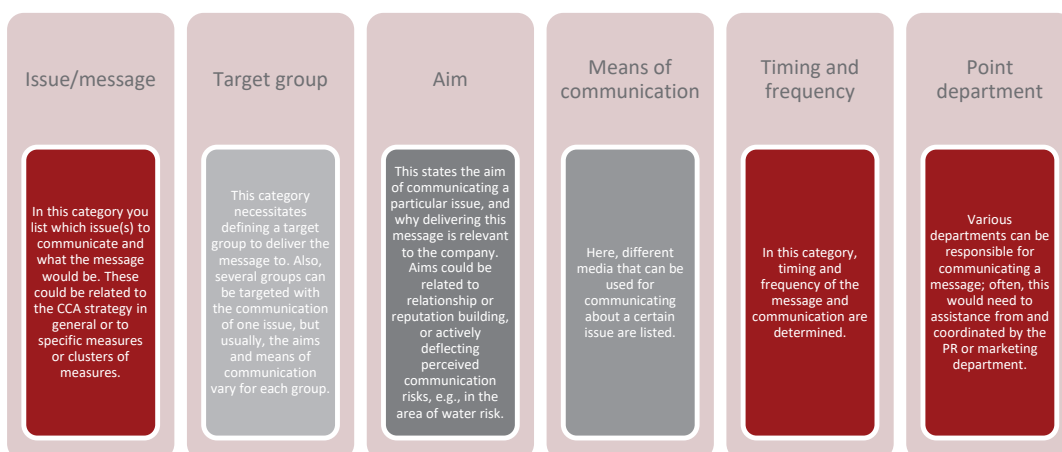 Issue/message
In this category you
list which issue(s) to
communicate and
what the message
would be. These
could be related to
the CCA strategy in
general or to
specific measures
or clusters of
measures.
Target group
This category
necessitates
defining a target
group to deliver the
message to. Also,
several groups can
be targeted with
the communication
of one issue, but
usually, the aims
and means of
communication
vary for each group.
Aim
This states the aim
of communicating a
particular issue, and
why delivering this
message is relevant
to the company.
Aims could be
related to
relationship or
reputation building,
or actively
deflecting
perceived
communication
risks, e.g., in the
area of water risk.
Means of
communication
Here, different
media that can be
used for
communicating
about a certain
issue are listed.
Timing and
frequency
In this category,
timing and
frequency of the
message and
communication are
determined.
Point
department
Various
departments can be
responsible for
communicating a
message; often, this
would need to
assistance from and
coordinated by the
PR or marketing
department.